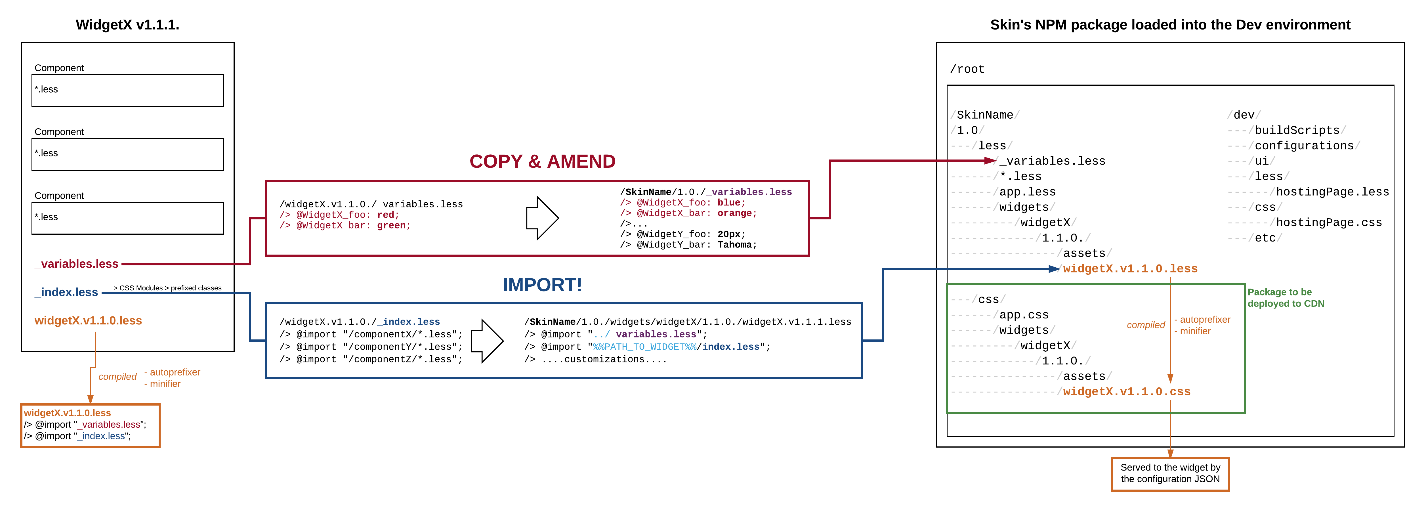 WidgetX v1.1.1.
Component
*.less
Component
*.less
Component
*.less
_variables.less
_index.less
> CSS Modules > prefixed classes
widgetX.v1.1.0.less
compiled
- autoprefixer
- minifier
widgetX.v1.1.0.less
/> @import "_variables.less";
/> @import "_index.less";
COPY & AMEND
/widgetX.v1.1.0./_variables.less
/> @WidgetX_foo: red;
/> @WidgetX_bar: green;
/SkinName/1.0./_variables.less
/> @WidgetX_foo: blue;
/> @WidgetX_bar: orange;
/>...
/> @WidgetY_foo: 20px;
/> @WidgetY_bar: Tahoma;
IMPORT!
/widgetX.v1.1.0./_index.less
/> @import "/componentX/*.less";
/> @import "/componentY/*.less";
/> @import "/componentZ/*.less";
/SkinName/1.0./widgets/widgetX/1.1.0./widgetX.v1.1.1.less
/> @import "../_variables.less";
/> @import "%%PATH_TO_WIDGET%%/index.less";
/> ....customizations....
Skin's NPM package loaded into the Dev environment
/root
/SkinName/
/1.0/
---/less/
------/_variables.less
------/*.less
------/app.less
------/widgets/
---------/widgetX/
------------/1.1.0./
---------------/assets/
---------------/widgetX.v1.1.0.less
---/css/
------/app.css
------/widgets/
---------/widgetX/
------------/1.1.0./
---------------/assets/
---------------/widgetX.v1.1.0.css
/dev/
---/buildScripts/
---/configurations/
---/ui/
---/less/
------/hostingPage.less
---/css/
------/hostingPage.css
---/etc/
Package to be
deployed to CDN
compiled
- autoprefixer
- minifier
Served to the widget by
the configuration JSON